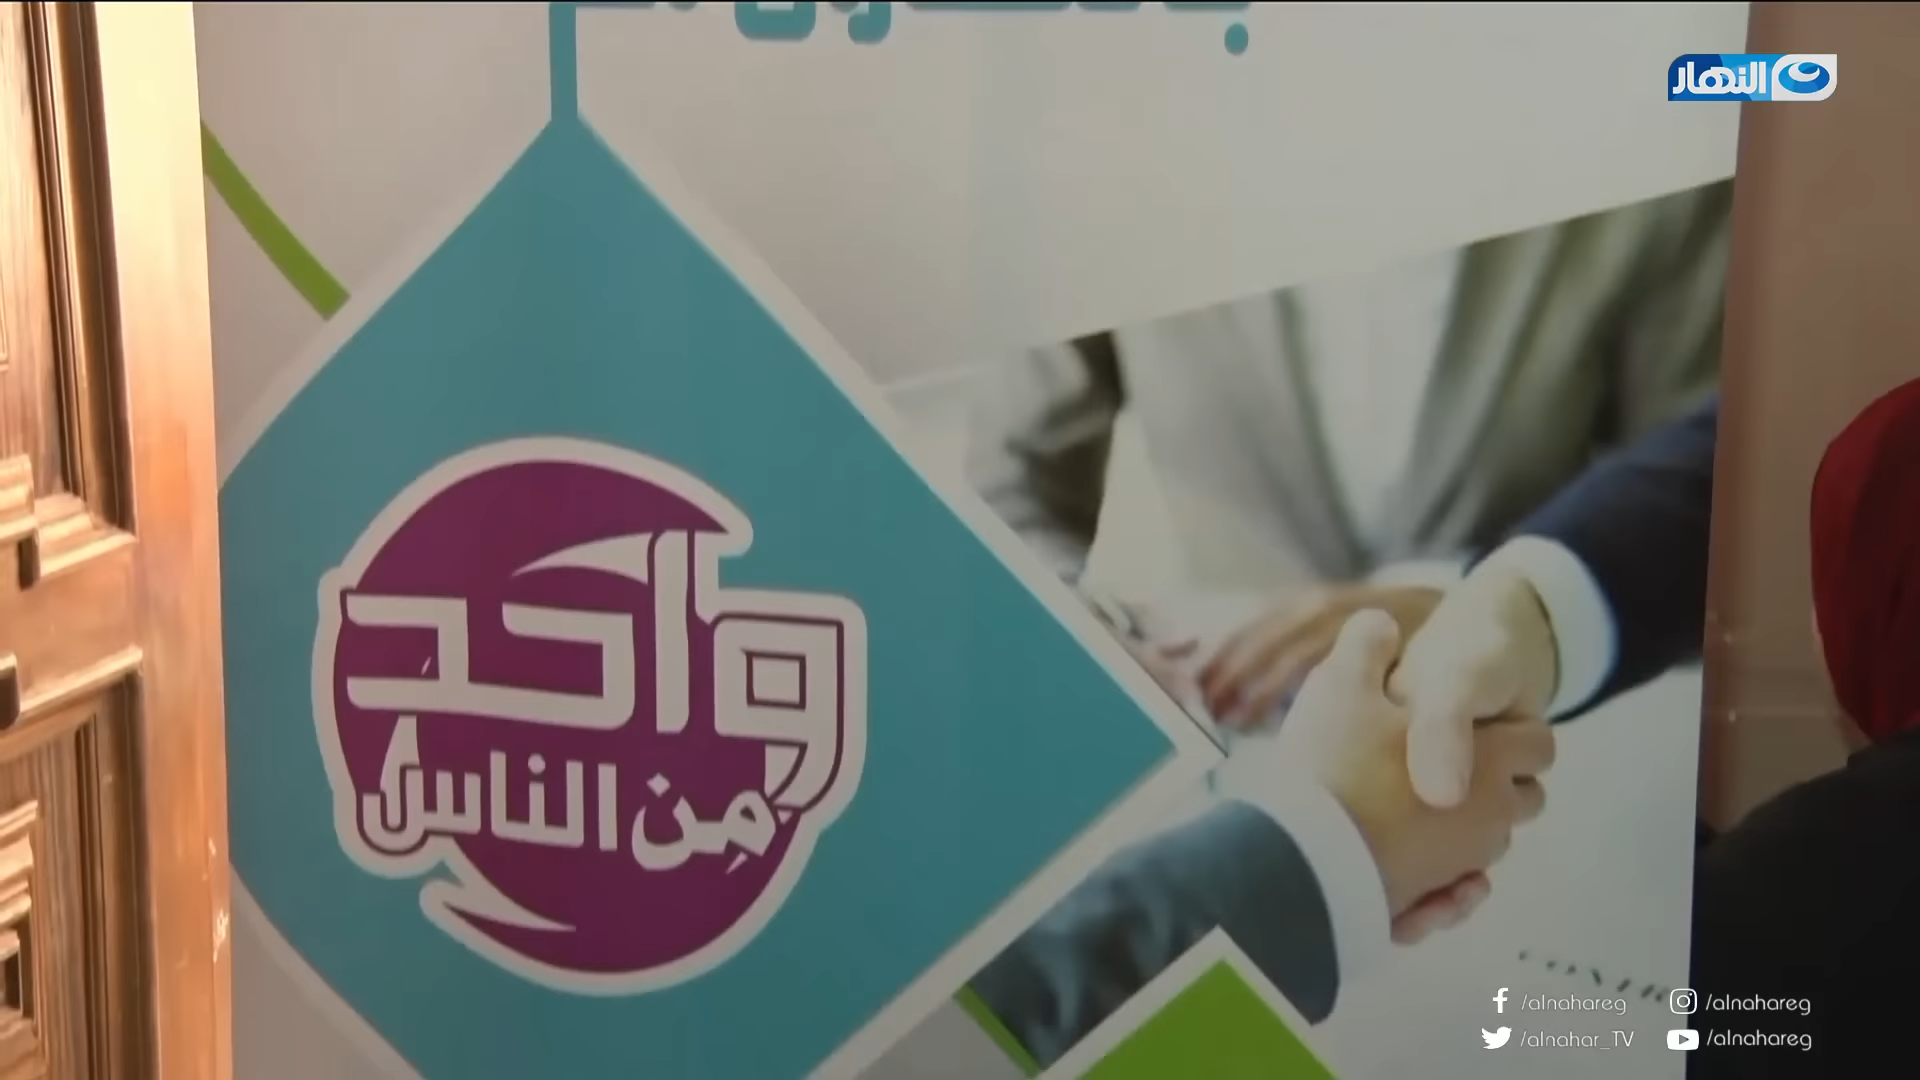 النهار
واحد
من الناس
/alnahareg
/alnahareg
/alnahar_TV
/alnahareg